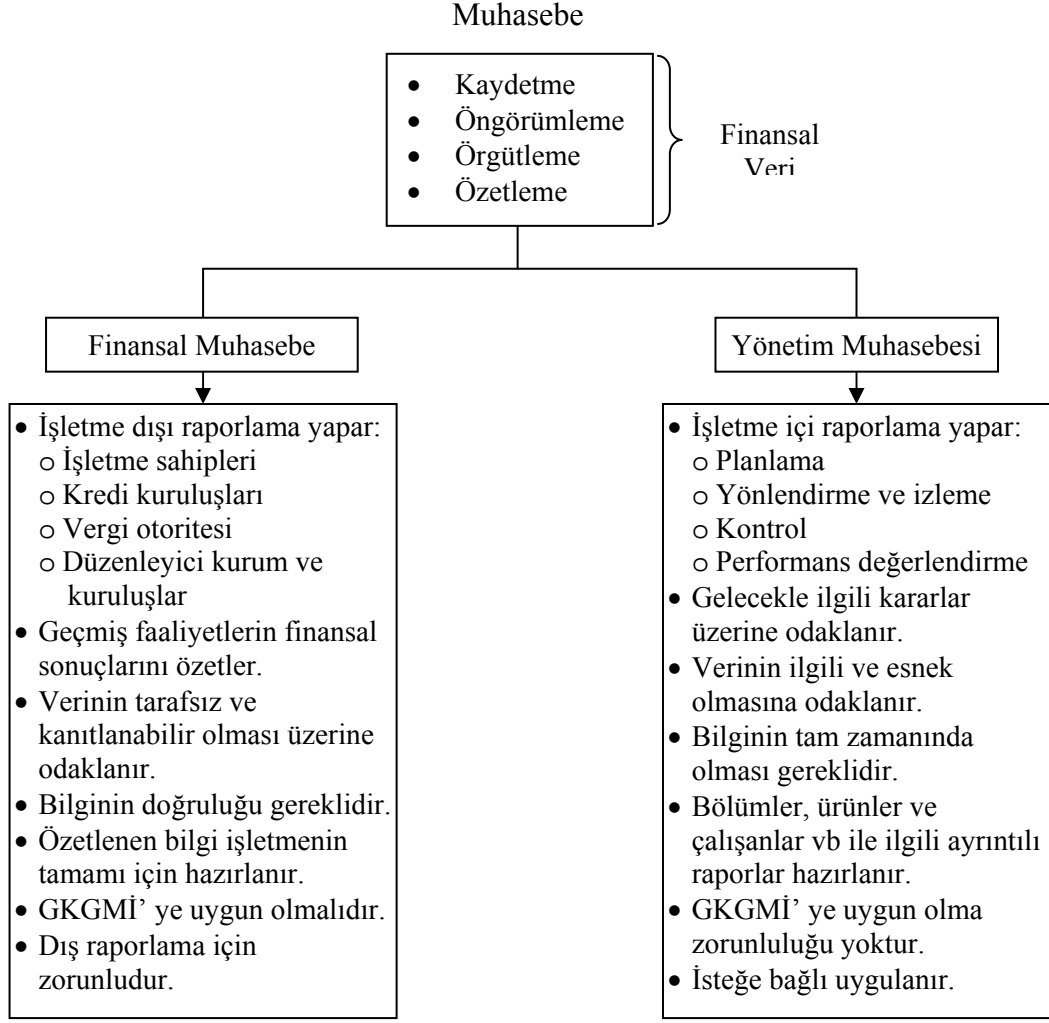 Muhasebe
• Kaydetme
• Öngörümleme
• Örgütleme
• Özetleme
Finansal
Veri
Finansal Muhasebe
• İşletme dışı raporlama yapar:
o İşletme sahipleri
o Kredi kuruluşları
o Vergi otoritesi
o Düzenleyici kurum ve
kuruluşlar
• Geçmiş faaliyetlerin finansal
sonuçlarını özetler.
• Verinin tarafsız ve
kanıtlanabilir olması üzerine
odaklanır.
• Bilginin doğruluğu gereklidir.
• Özetlenen bilgi işletmenin
tamamı için hazırlanır.
• GKGMİ’ ye uygun olmalıdır.
• Dış raporlama için
zorunludur.
Yönetim Muhasebesi
• İşletme içi raporlama yapar:
o Planlama
o Yönlendirme ve izleme
o Kontrol
o Performans değerlendirme
• Gelecekle ilgili kararlar
üzerine odaklanır.
• Verinin ilgili ve esnek
olmasına odaklanır.
• Bilginin tam zamanında
olması gereklidir.
• Bölümler, ürünler ve
çalışanlar vb ile ilgili ayrıntılı
raporlar hazırlanır.
• GKGMİ’ ye uygun olma
zorunluluğu yoktur.
• İsteğe bağlı uygulanır.